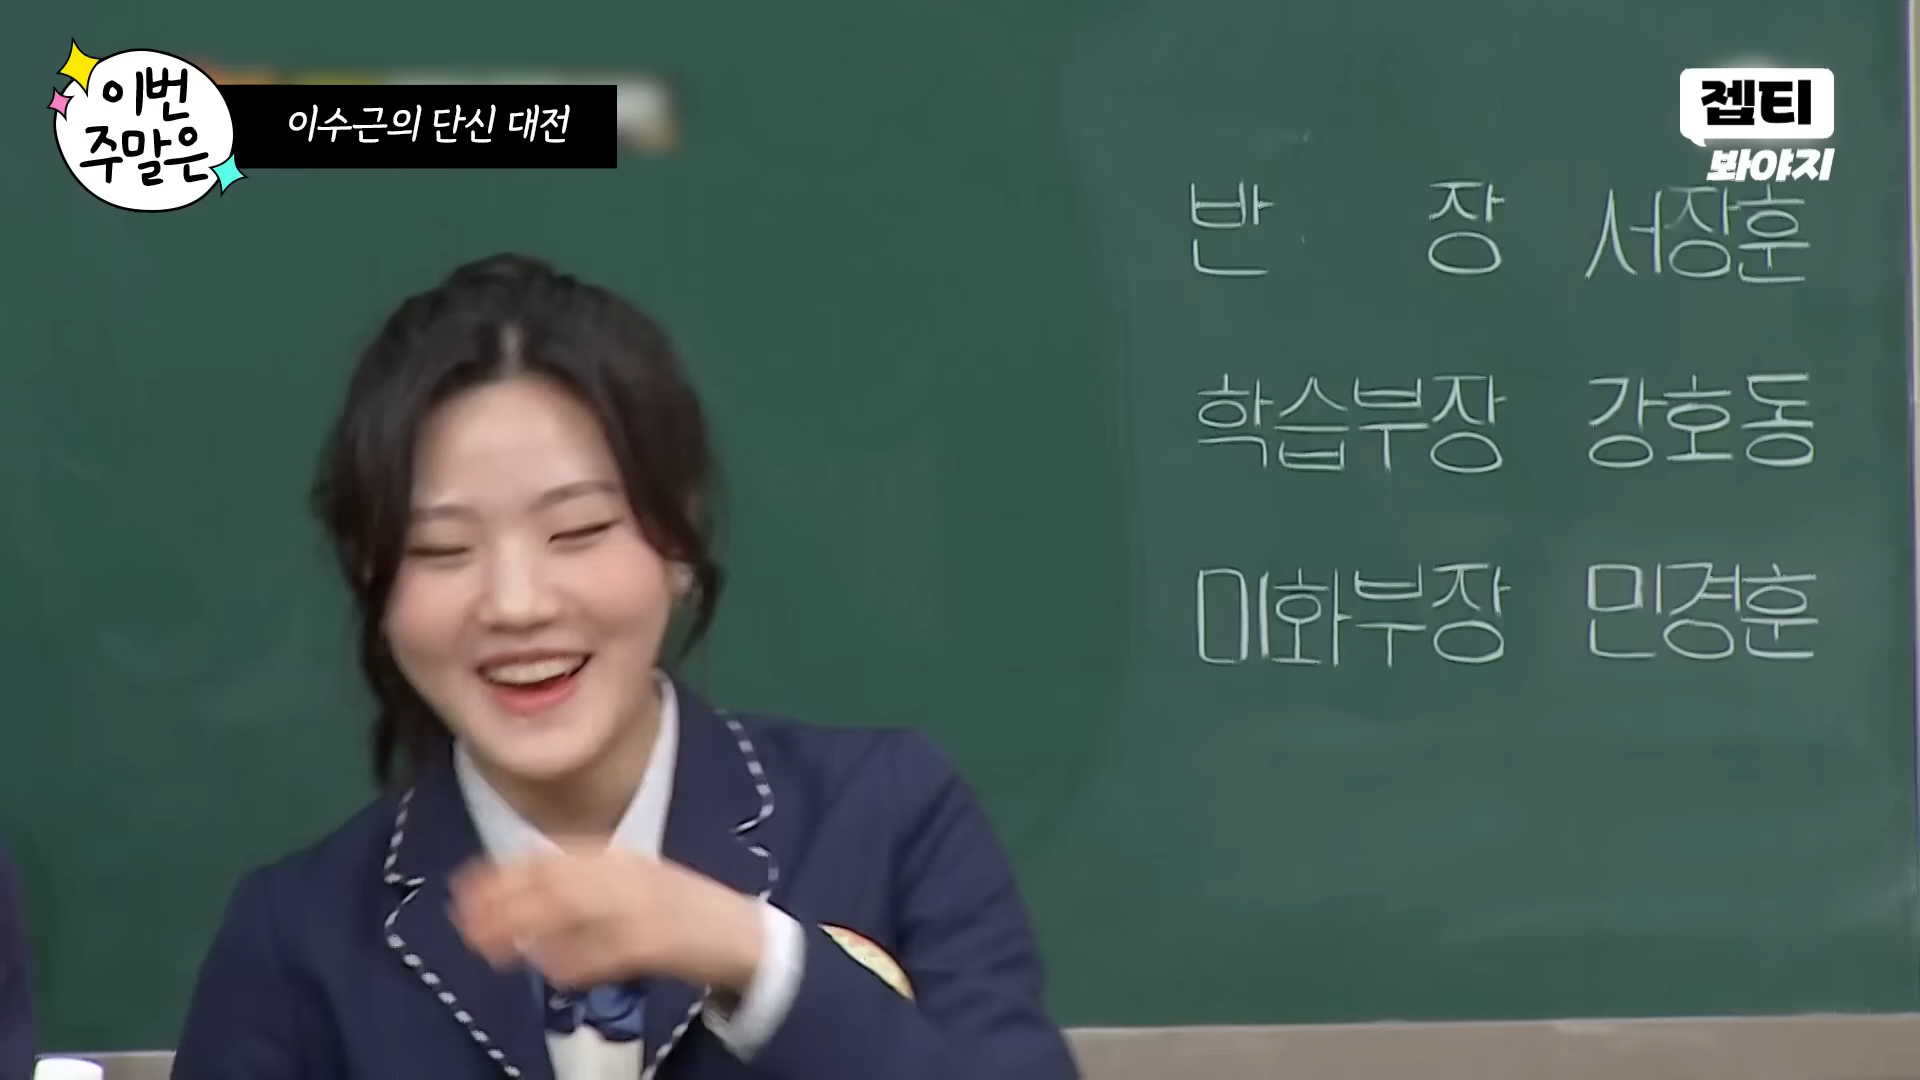 이번
주말은
이수근의 단신 대전
젭티
봐야지
반 장 서장훈
학습부장 강호동
미화부장 민경훈